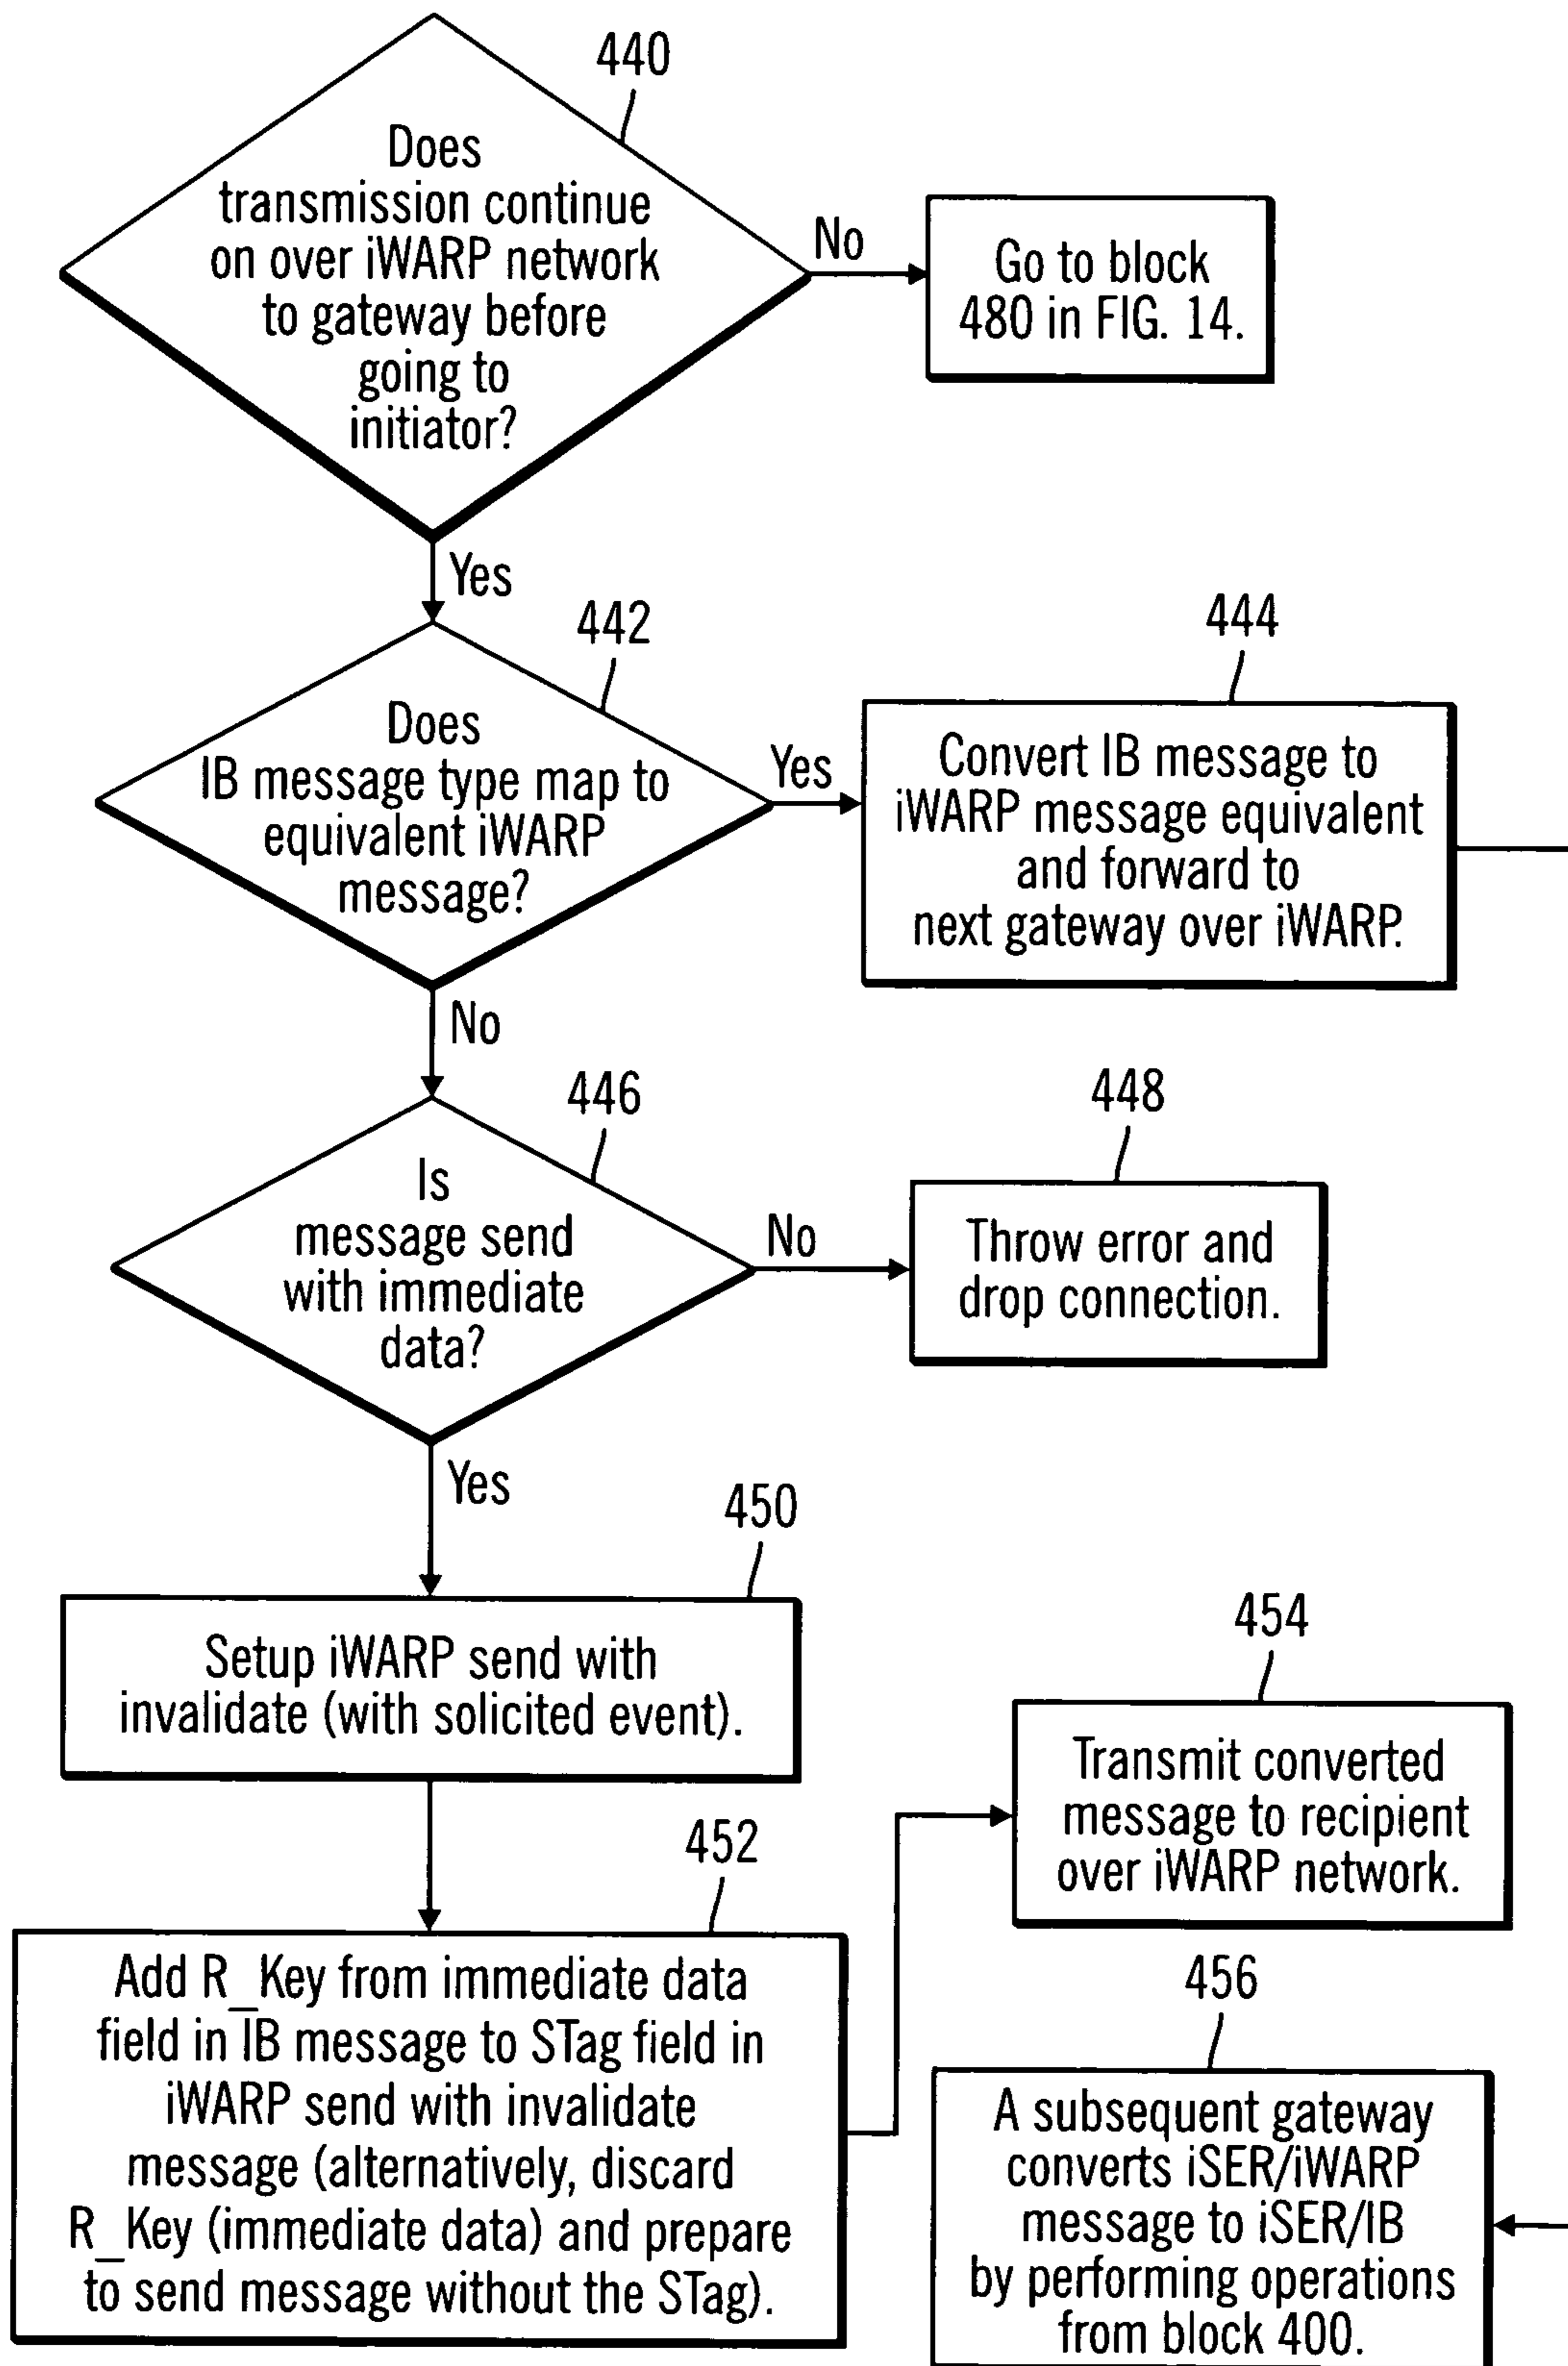 440
Does
transmission continue
on over iWARP network
to gateway before
going to
initiator?
No
Go to block
480 in FIG. 14.
Yes
442
Does
IB message type map to
equivalent iWARP
message?
Yes
444
Convert IB message to
iWARP message equivalent
and forward to
next gateway over iWARP.
No
446
Is
message send
with immediate
data?
No
448
Throw error and
drop connection.
Yes
450
Setup iWARP send with
invalidate (with solicited event).
452
Add R_Key from immediate data
field in IB message to STag field in
iWARP send with invalidate
message (alternatively, discard
R_Key (immediate data) and prepare
to send message without the STag).
454
Transmit converted
message to recipient
over iWARP network.
456
A subsequent gateway
converts iSER/iWARP
message to iSER/IB
by performing operations
from block 400.